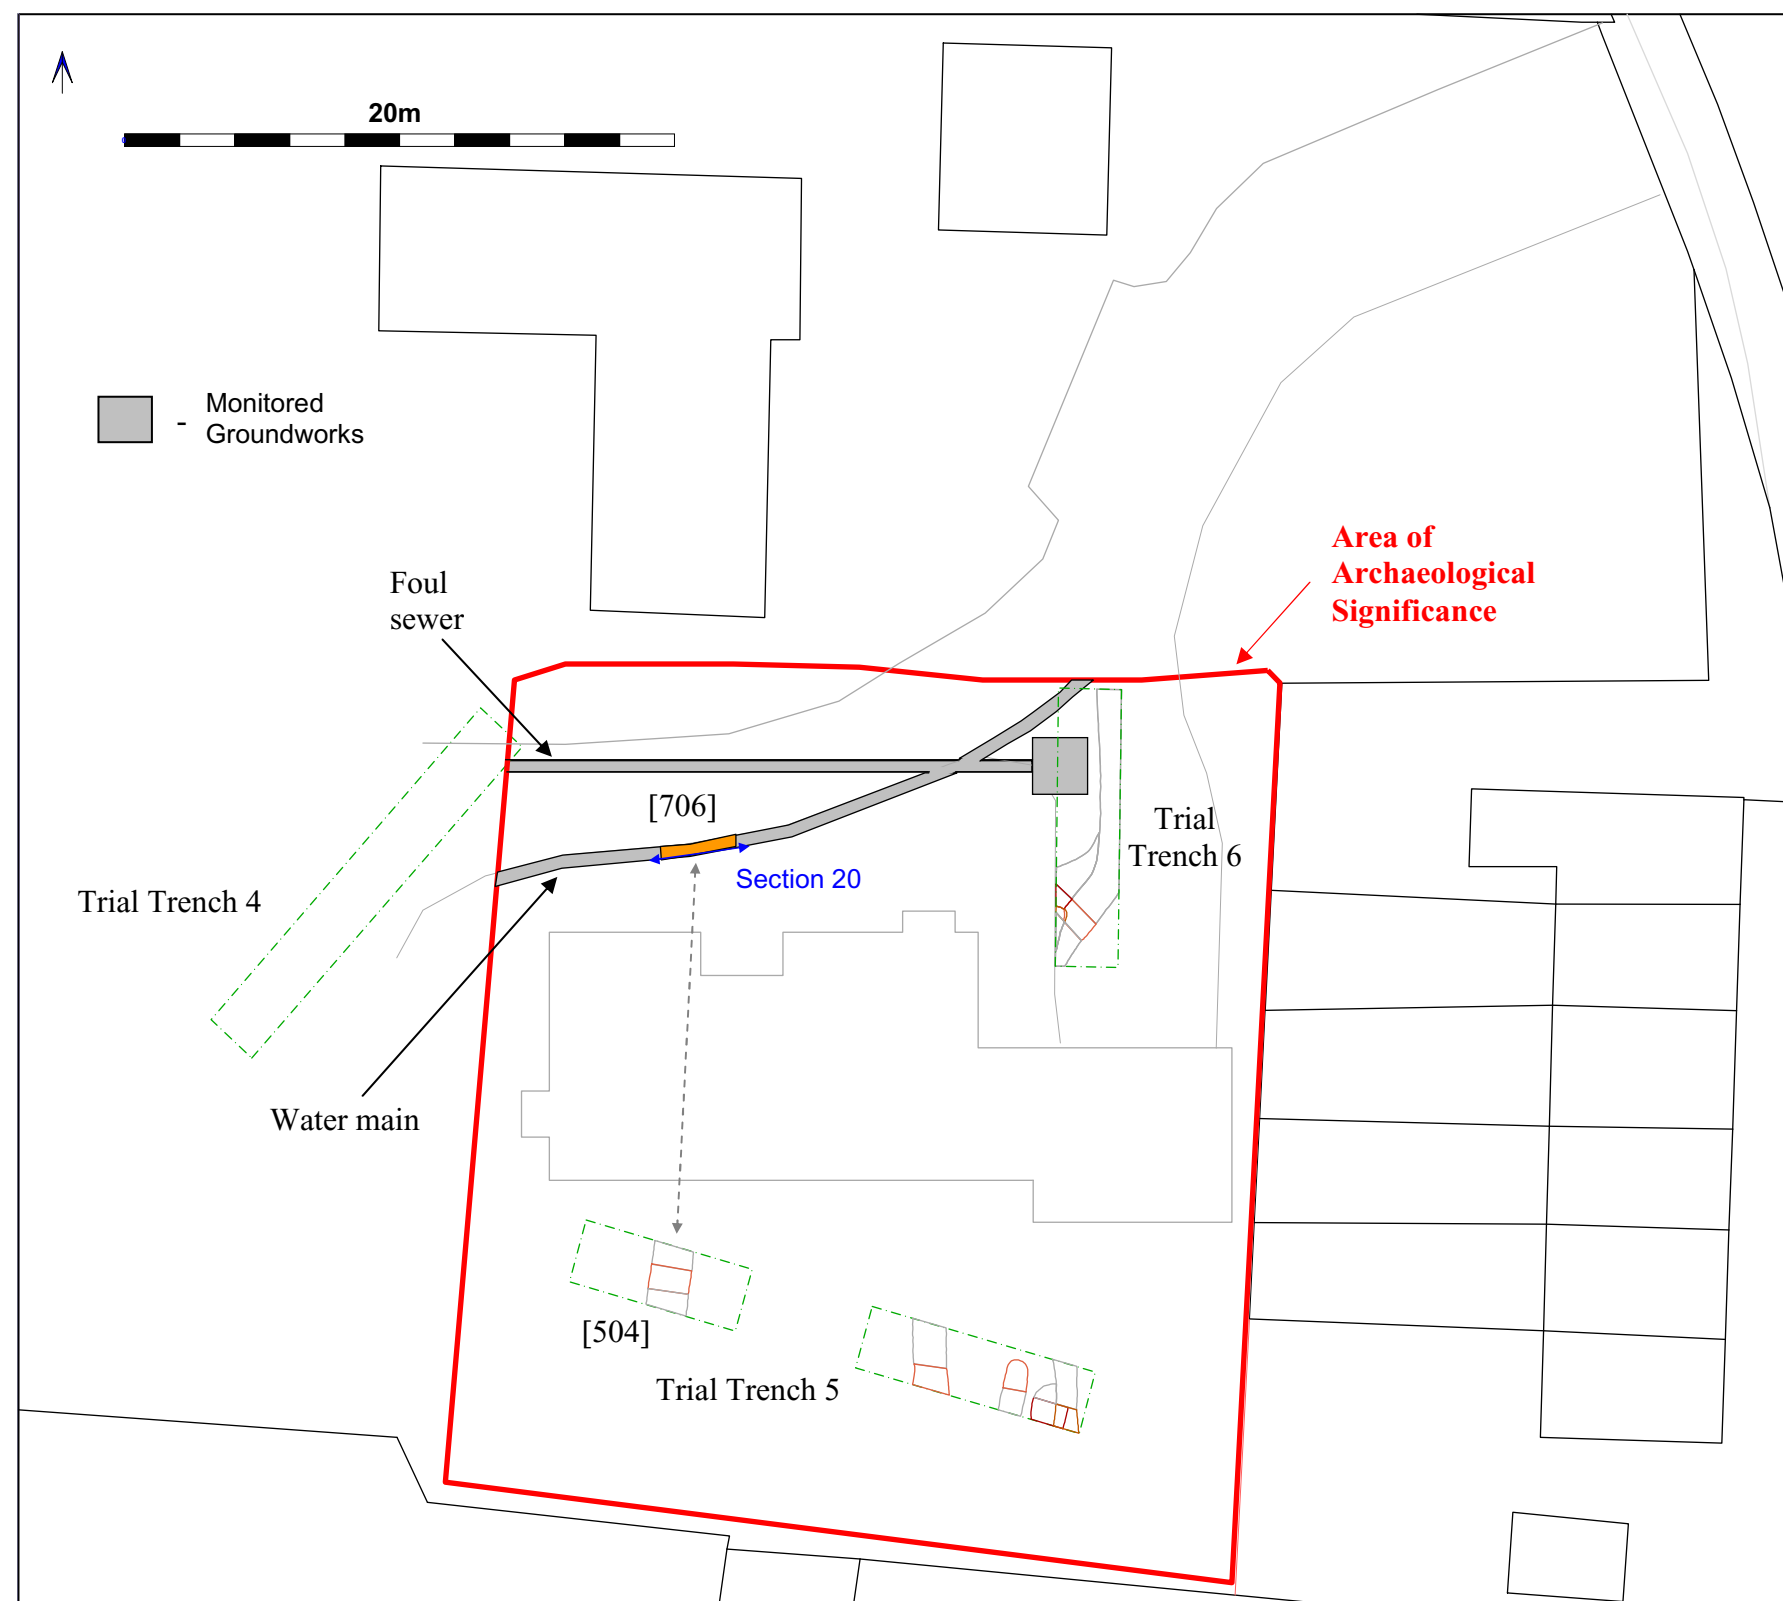 20m
Monitored
- Groundworks
Area of
Archaeological
Significance
Foul
sewer
[706]
Trial
Trench 6
Section 20
Trial Trench 4
Water main
[504]
Trial Trench 5